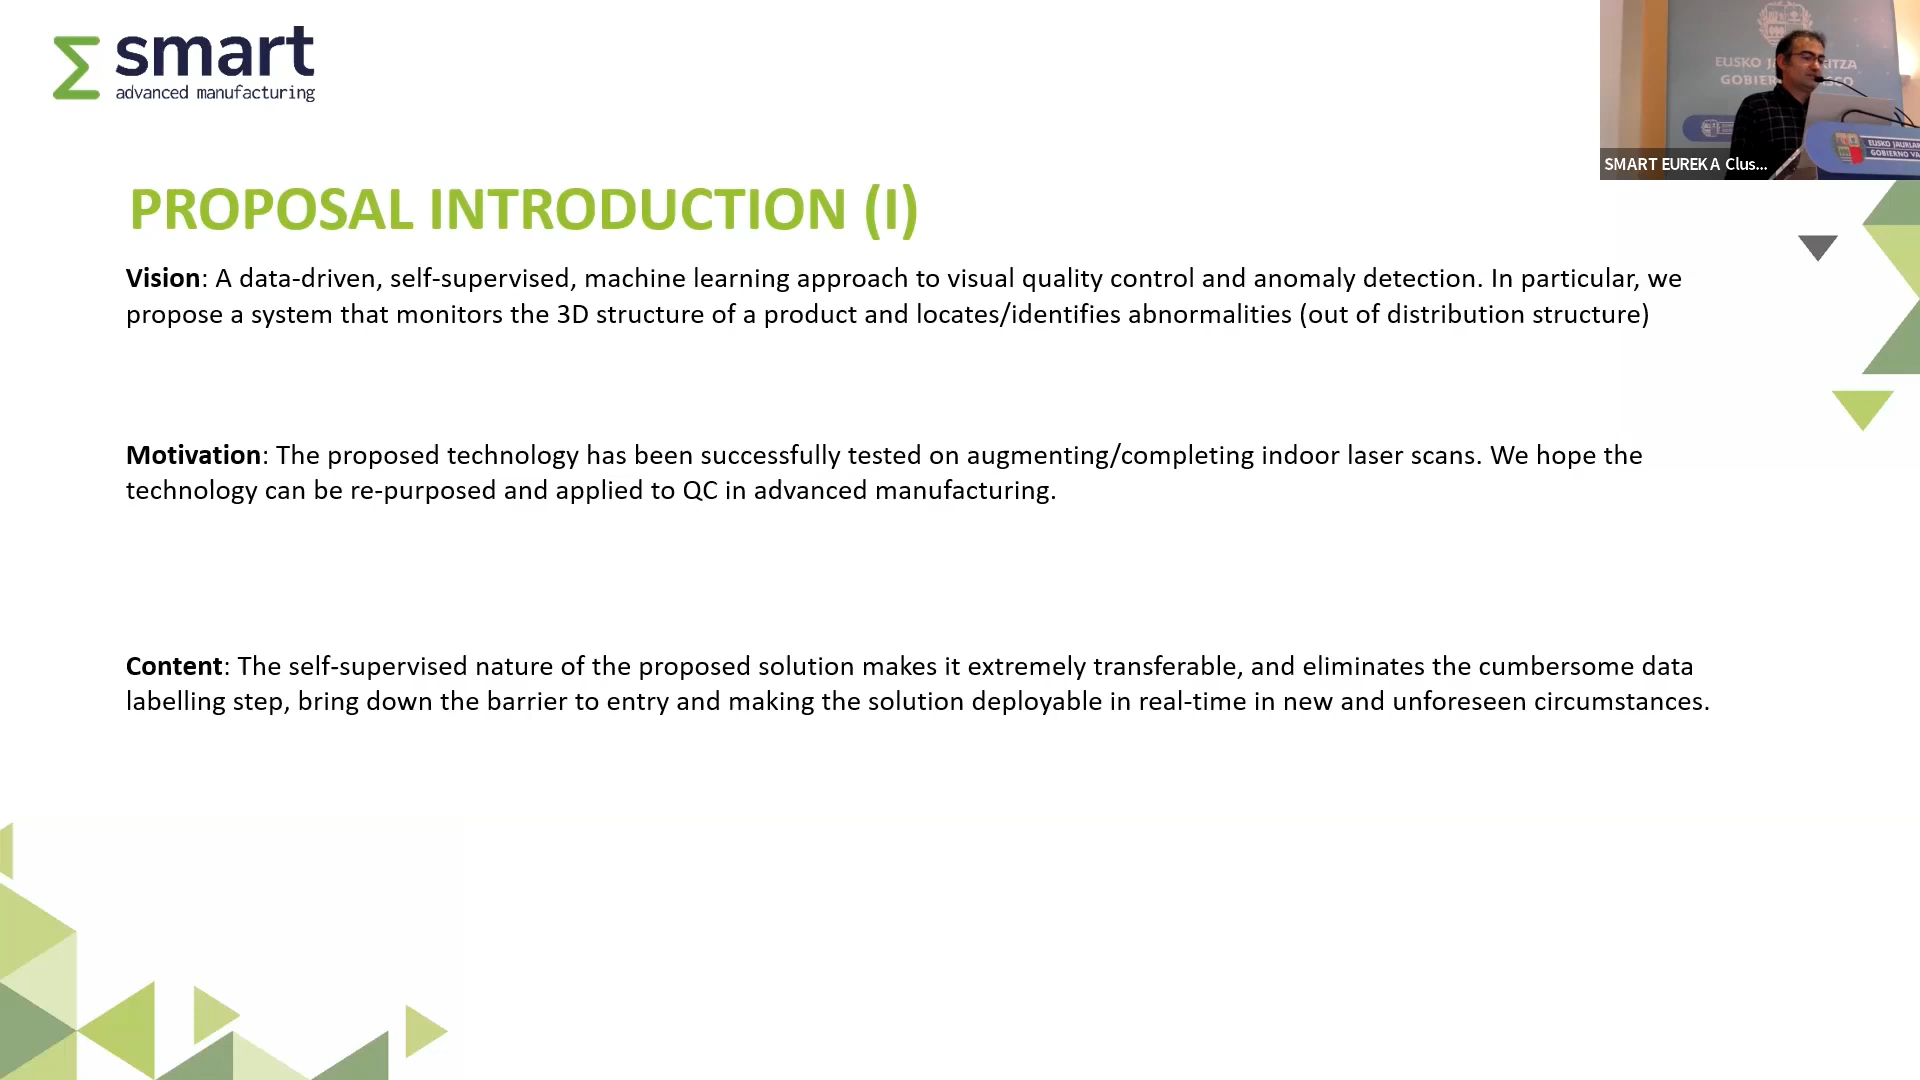 smart
advanced manufacturing
EUSKO
GOBIER
SMART EUREKA Clus...
PROPOSAL INTRODUCTION (I)
Vision: A data-driven, self-supervised, machine learning approach to visual quality control and anomaly detection. In particular, we
propose a system that monitors the 3D structure of a product and locates/identifies abnormalities (out of distribution structure)
Motivation: The proposed technology has been successfully tested on augmenting/completing indoor laser scans. We hope the
technology can be re-purposed and applied to QC in advanced manufacturing.
Content: The self-supervised nature of the proposed solution makes it extremely transferable, and eliminates the cumbersome data
labelling step, bring down the barrier to entry and making the solution deployable in real-time in new and unforeseen circumstances.